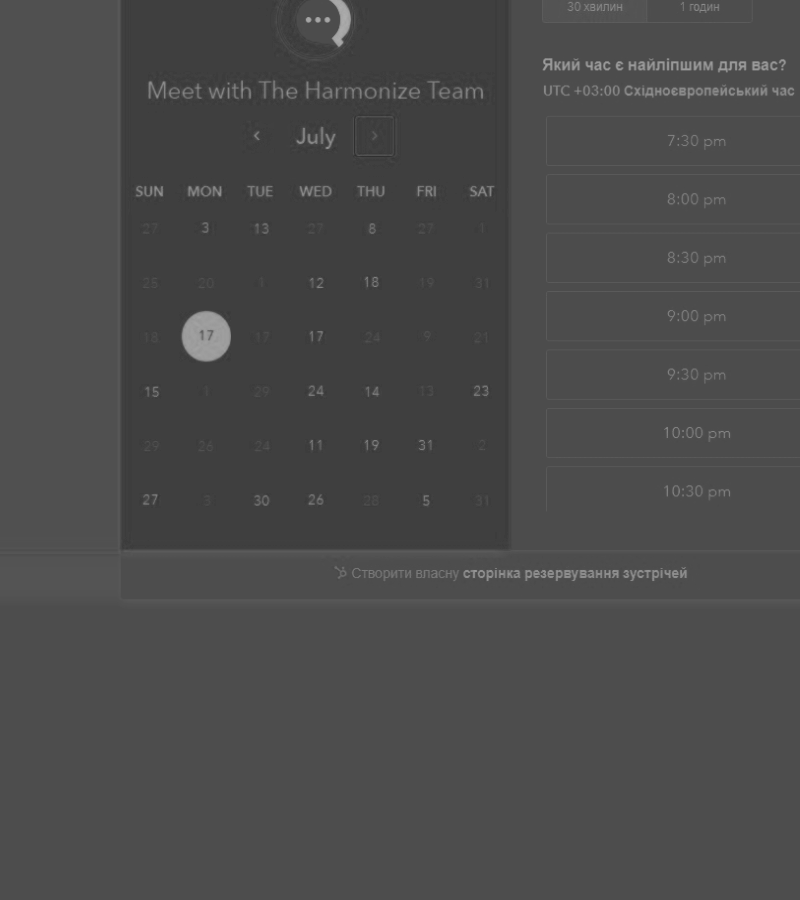 30 хвилин 1 годин
Meet with The Harmonize Team
July
SUN MON TUE WED THU FRI SAT
27 3 13 27 8 27 1
25 20 1 12 18 19 31
18 17 17 17 24 9 21
15 1 29 24 14 13 23
29 26 24 11 19 31 2
27 3 30 26 28 5 31
Який час є найліпшим для вас?
UTC +03:00 Східноєвропейський час
7:30 pm
8:00 pm
8:30 pm
9:00 pm
9:30 pm
10:00 pm
10:30 pm
Створити власну сторінка резервування зустрічей